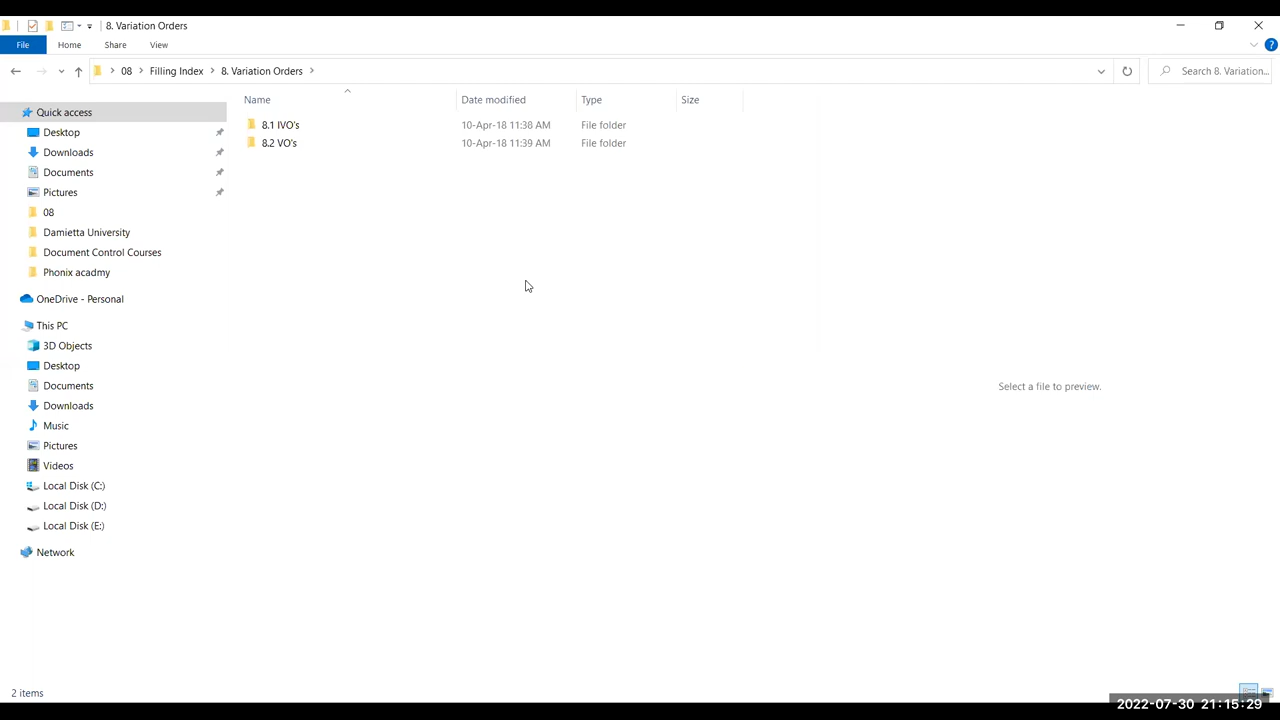 8. Variation Orders
File
Home
Share
View
08
Filling Index
8. Variation Orders
Search 8. Variation...
Name
Date modified
Type
Size
8.1 IVO's
10-Apr-18 11:38 AM
File folder
8.2 VO's
10-Apr-18 11:39 AM
File folder
Quick access
Desktop
Downloads
Documents
Pictures
08
Damietta University
Document Control Courses
Phonix acadmy
OneDrive - Personal
This PC
3D Objects
Desktop
Documents
Downloads
Music
Pictures
Videos
Local Disk (C:)
Local Disk (D:)
Local Disk (E:)
Network
Select a file to preview.
2 items
2022-07-30 21:15:29